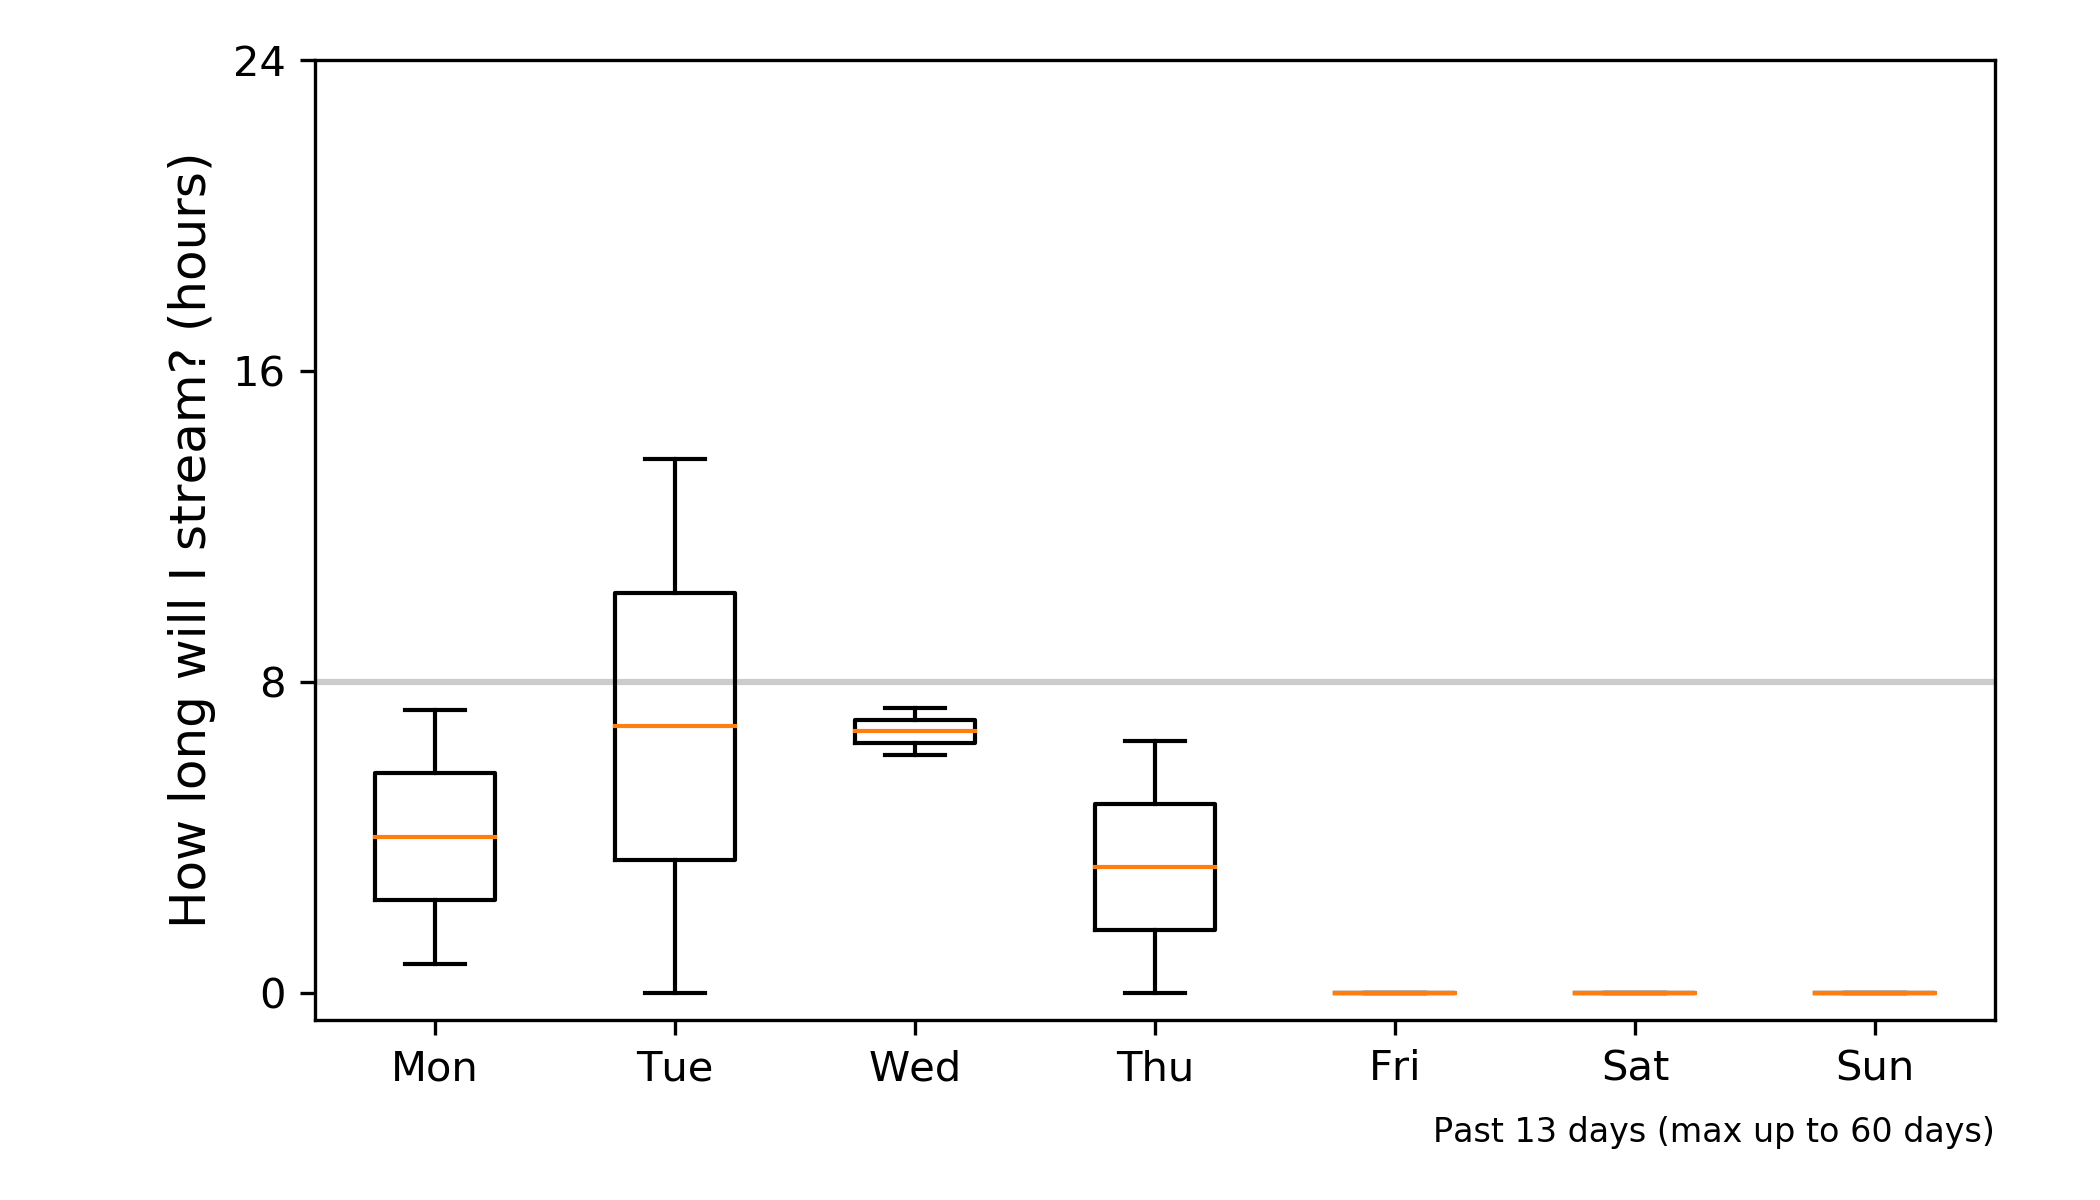 How long will I stream? (hours)
24
16
8
0
Mon Tue Wed Thu Fri Sat Sun
Past 13 days (max up to 60 days)